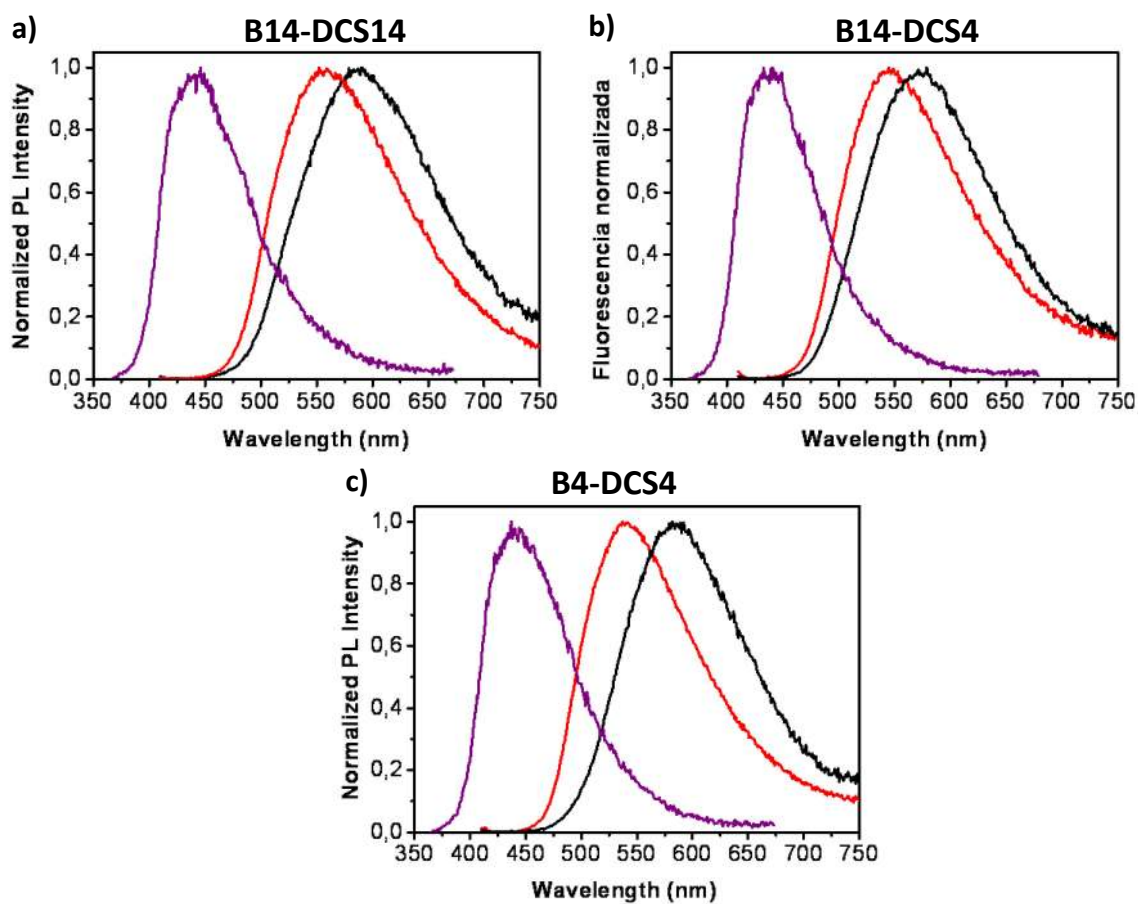 a)
B14-DCS14
Normalized PL Intensity
1,0
0,8
0,6
0,4
0,2
0,0
350 400 450 500 550 600 650 700 750
Wavelength (nm)
b)
B14-DCS4
Fluorescencia normalizada
1,0
0,8
0,6
0,4
0,2
0,0
350 400 450 500 550 600 650 700 750
Wavelength (nm)
c)
B4-DCS4
Normalized PL Intensity
1,0
0,8
0,6
0,4
0,2
0,0
350 400 450 500 550 600 650 700 750
Wavelength (nm)